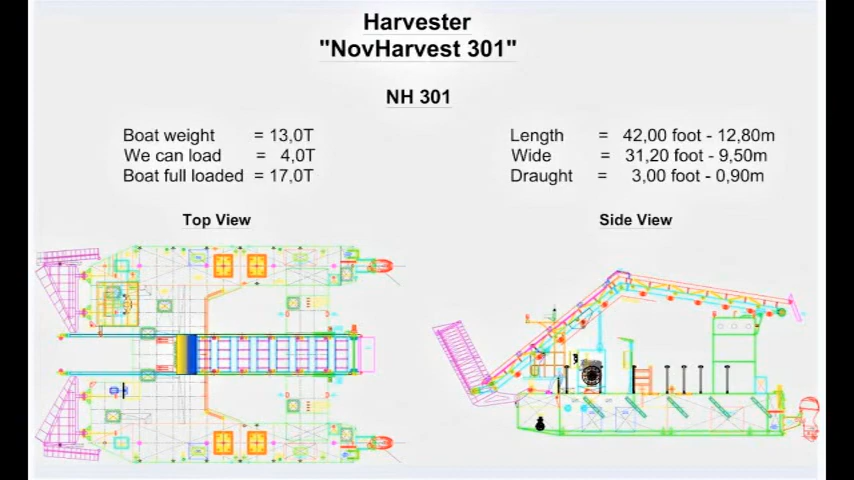 Harvester
"NovHarvest 301"
NH 301
Boat weight = 13,0T
We can load = 4,0T
Boat full loaded = 17,0T
Length = 42,00 foot - 12,80m
Wide = 31,20 foot - 9,50m
Draught = 3,00 foot - 0,90m
Top View
Side View